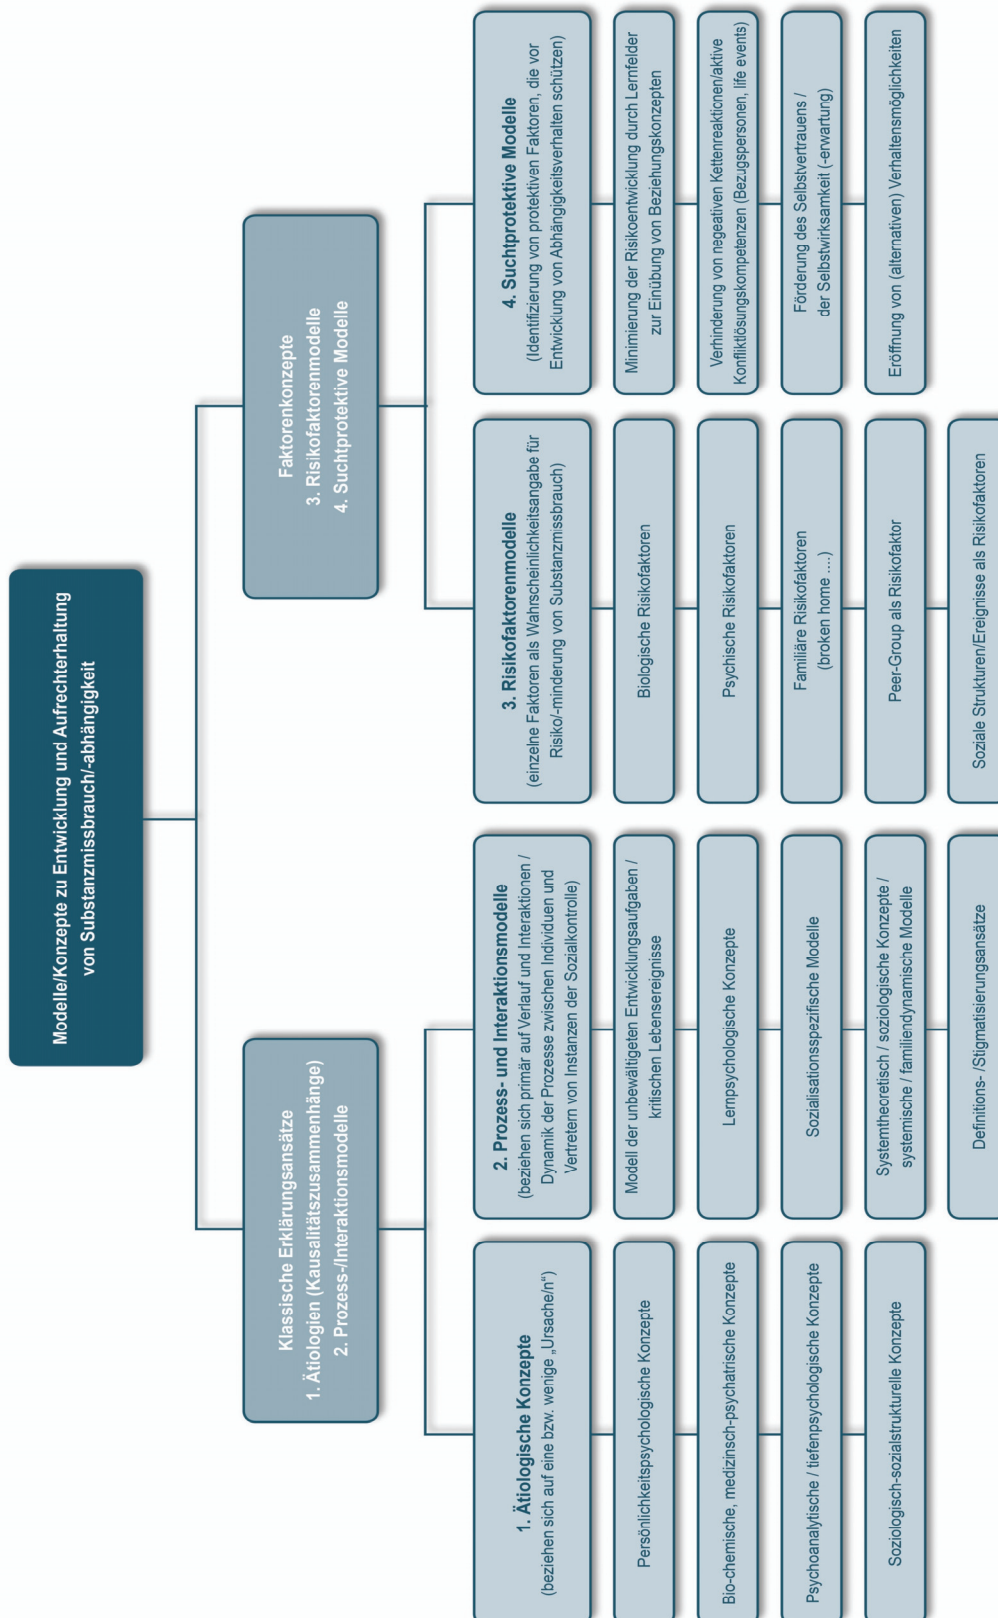 Modelle/Konzepte zu Entwicklung und Aufrechterhaltung
von Substanzmissbrauch/-abhängigkeit
Klassische Erklärungsansätze
1. Ätiologien (Kausalitätszusammenhänge)
2. Prozess-/Interaktionsmodelle
Faktorenkonzepte
3. Risikofaktorenmodelle
4. Suchtprotektive Modelle
1. Ätiologische Konzepte
(beziehen sich auf eine bzw. wenige „Ursache/n“)
Persönlichkeitspsychologische Konzepte
Bio-chemische, medizinsch-psychatrische Konzepte
Psychoanalytische / tiefenpsychologische Konzepte
Soziologisch-sozialstrukturelle Konzepte
2. Prozess- und Interaktionsmodelle
(beziehen sich primär auf Verlauf und Interaktionen /
Dynamik der Prozesse zwischen Individuen und
Vertretern von Instanzen der Sozialkontrolle)
Modell der unbewältigeten Entwicklungsaufgaben /
kritischen Lebensereignisse
Lernpsychologische Konzepte
Sozialisationsspezifische Modelle
Systemtheoretisch / soziologische Konzepte /
systemische / familiendynamische Modelle
Definitions- /Stigmatisierungsansätze
3. Risikofaktorenmodelle
(einzelne Faktoren als Wahrscheinlichkeitsangabe für
Risiko/-minderung von Substanzmissbrauch)
Biologische Risikofaktoren
Psychische Risikofaktoren
Familiäre Risikofaktoren
(broken home ....)
Peer-Group als Risikofaktor
Soziale Strukturen/Ereignisse als Risikofaktoren
4. Suchtprotektive Modelle
(Identifizierung von protektiven Faktoren, die vor
Entwicklung von Abhängigkeitsverhalten schützen)
Minimierung der Risikoentwicklung durch Lernfelder
zur Einübung von Beziehungskonzepten
Verhinderung von negeativen Kettenreaktionen/aktive
Konfliktlösungskompetenzen (Bezugspersonen, life events)
Förderung des Selbstvertrauens /
der Selbstwirksamkeit (-erwartung)
Eröffnung von (alternativen) Verhaltensmöglichkeiten